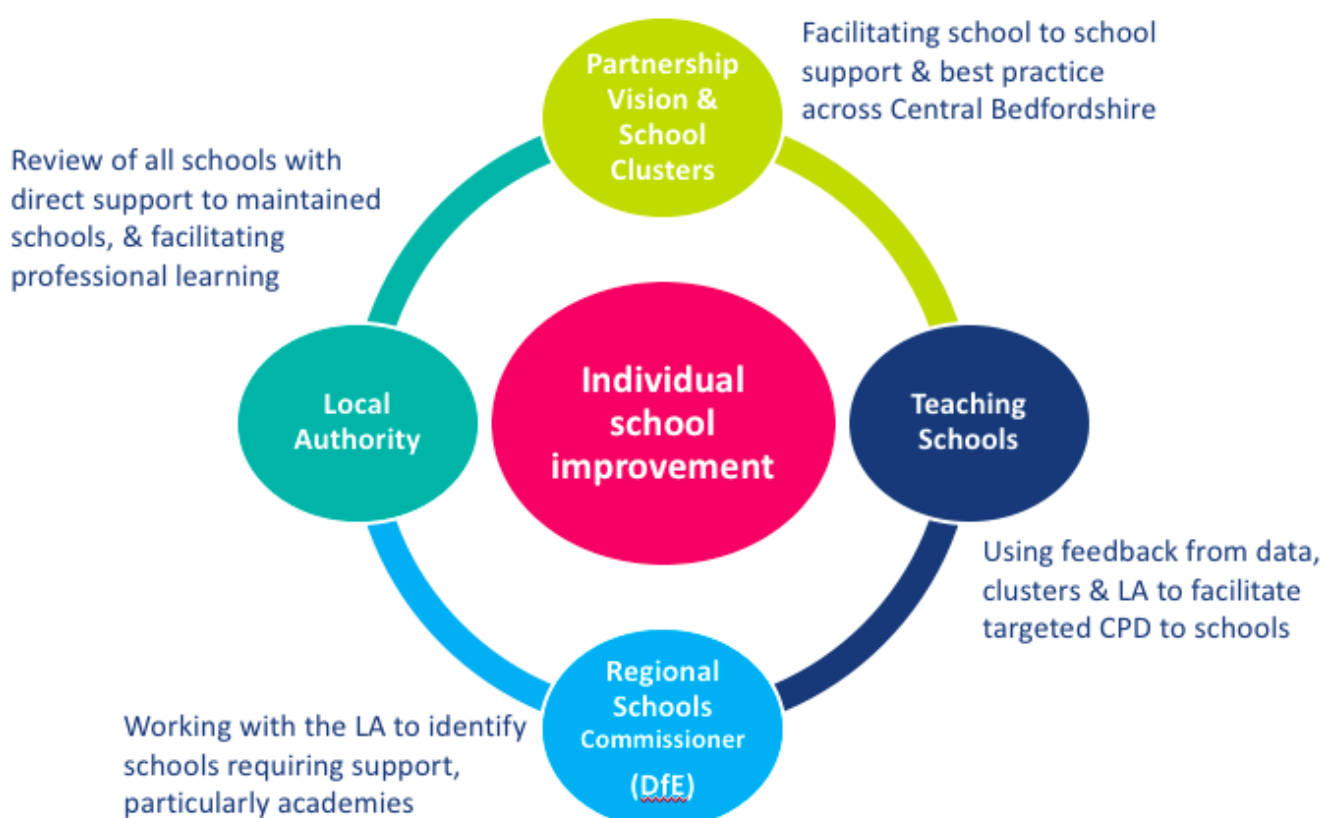 Partnership
Vision &
School
Clusters
Facilitating school to school
support & best practice
across Central Bedfordshire
Review of all schools with
direct support to maintained
schools, & facilitating
professional learning
Local
Authority
Individual
school
improvement
Teaching
Schools
Using feedback from data,
clusters & LA to facilitate
targeted CPD to schools
Regional
Schools
Commissioner
(DfE)
Working with the LA to identify
schools requiring support,
particularly academies